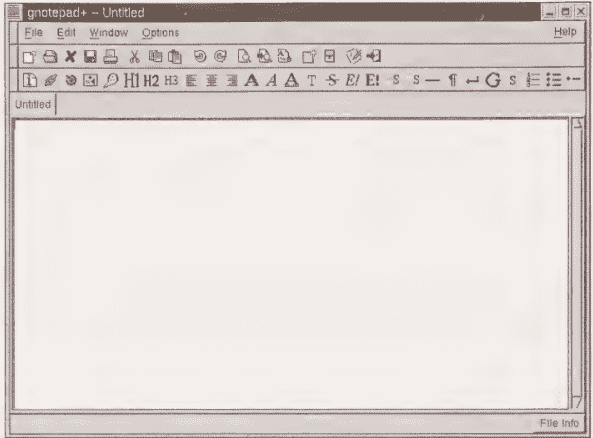 gnotepad+ – Untitled
File Edit Window Options Help
H1 H2 H3 A A A T S E! E! S S ¶ G S
Untitled
File Info